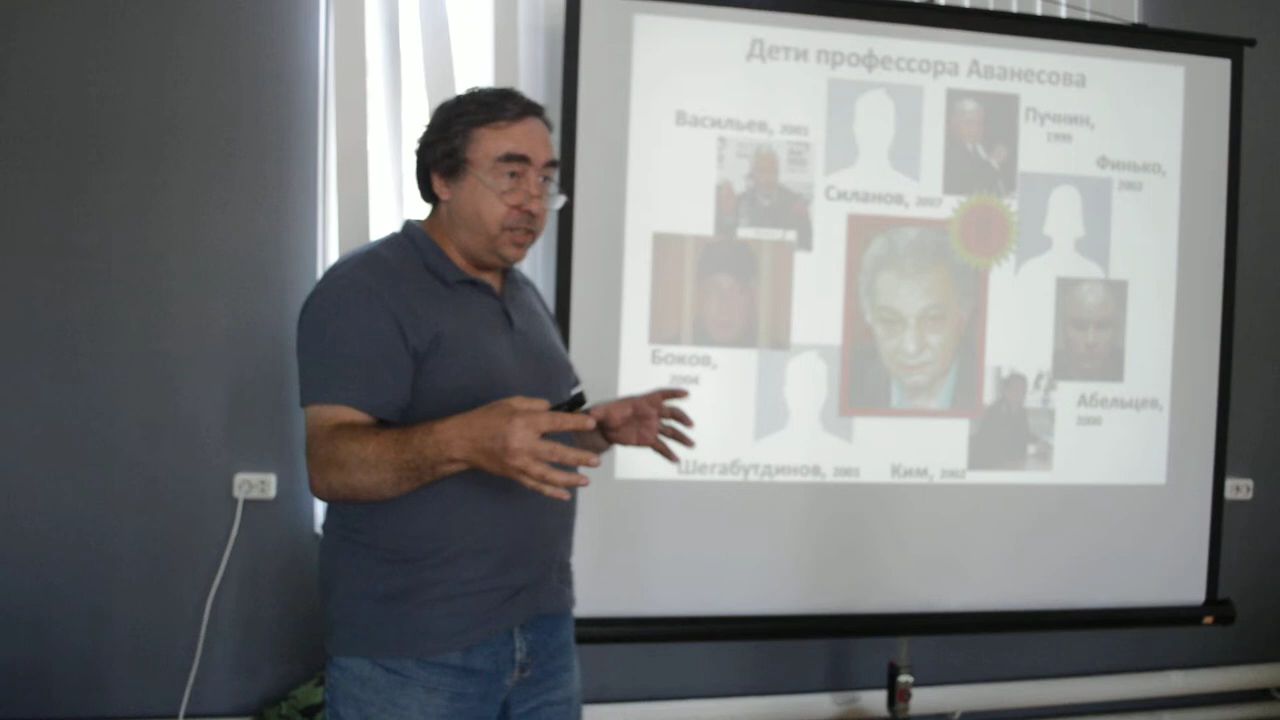 Дети профессора Аванесова
Васильев, 2001
Пучнин,
1999
Финько,
2002
Силанов, 2007
Боков,
2004
Абельцев,
2000
Шегабутдинов, 2001
Ким, 2002